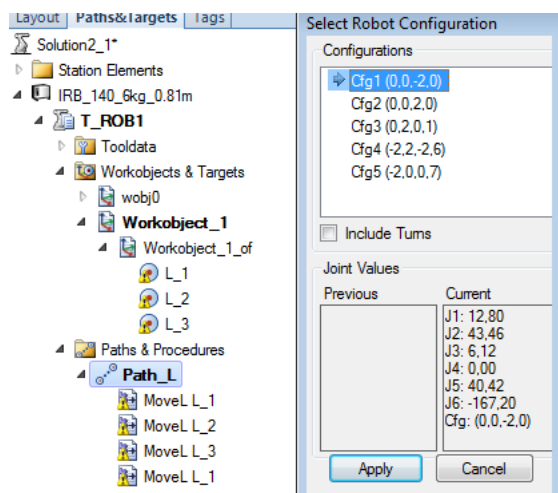 Layout Paths&Targets Tags
Solution2_1*
Station Elements
IRB_140_6kg_0.81m
T_ROB1
Tooldata
Workobjects & Targets
wobj0
Workobject_1
Workobject_1_of
L_1
L_2
L_3
Paths & Procedures
Path_L
MoveL L_1
MoveL L_2
MoveL L_3
MoveL L_1
Select Robot Configuration
Configurations
Cfg1 (0,0,-2,0)
Cfg2 (0,0,2,0)
Cfg3 (0,2,0,1)
Cfg4 (-2,2,-2,6)
Cfg5 (-2,0,0,7)
Include Turns
Joint Values
Previous Current
J1: 12,80
J2: 43,46
J3: 6,12
J4: 0,00
J5: 40,42
J6: -167,20
Cfg: (0,0,-2,0)
Apply Cancel